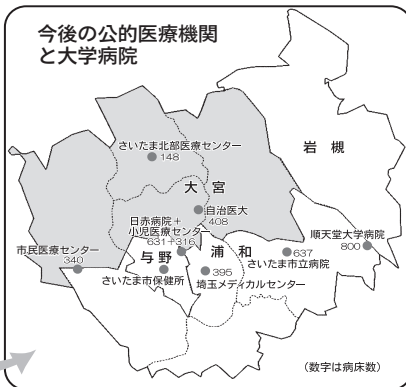 今後の公的医療機関
と大学病院
さいたま北部医療センター
148
岩槻
大宮
自治医大
408
日赤病院＋
小児医療センター
631＋316
順天堂大学病院
800
市民医療センター
340
与野
浦和
637
さいたま市立病院
395
さいたま市保健所
埼玉メディカルセンター
(数字は病床数)